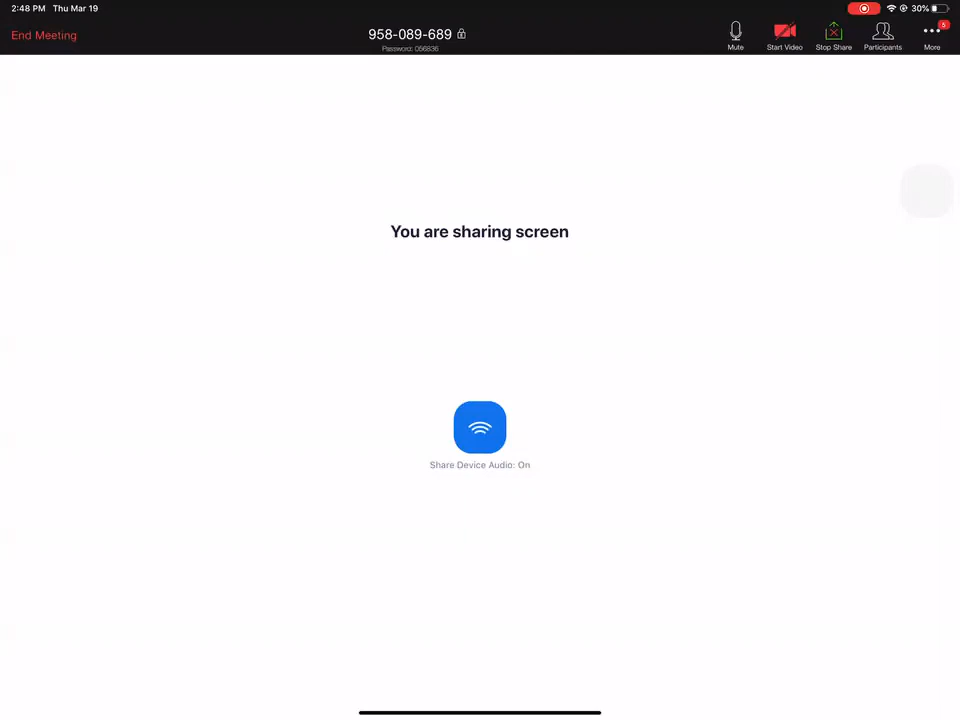 2:48 PM Thu Mar 19
30%
End Meeting
958-089-689
Password: 056836
Mute
Start Video
Stop Share
Participants
5
More
You are sharing screen
Share Device Audio: On